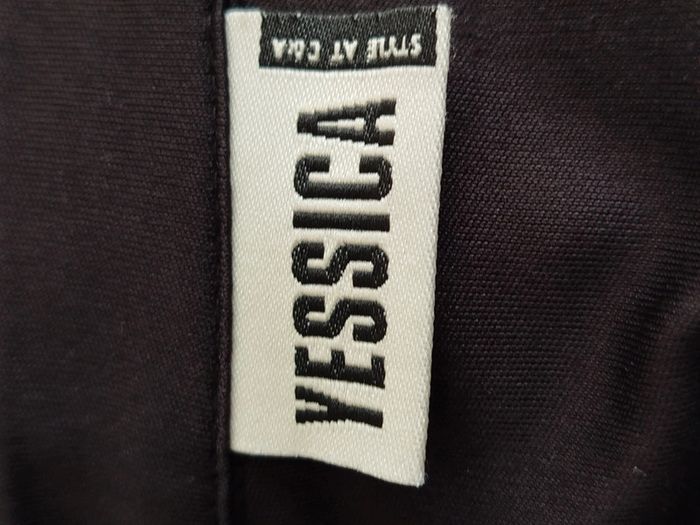 YESSICA
STYLE AT C&A